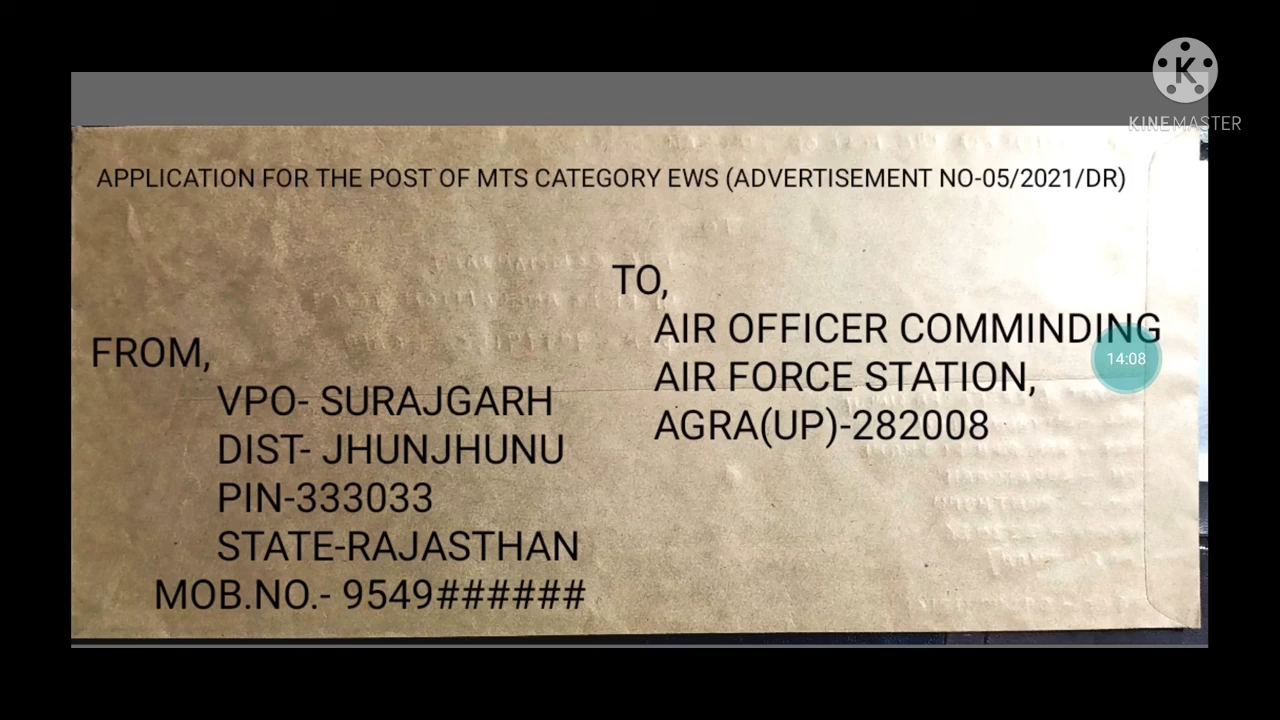 KINEMASTER
APPLICATION FOR THE POST OF MTS CATEGORY EWS (ADVERTISEMENT NO-05/2021/DR)
TO,
AIR OFFICER COMMINDING
AIR FORCE STATION,
AGRA(UP)-282008
14:08
FROM,
VPO- SURAJGARH
DIST- JHUNJHUNU
PIN-333033
STATE-RAJASTHAN
MOB.NO.- 9549######